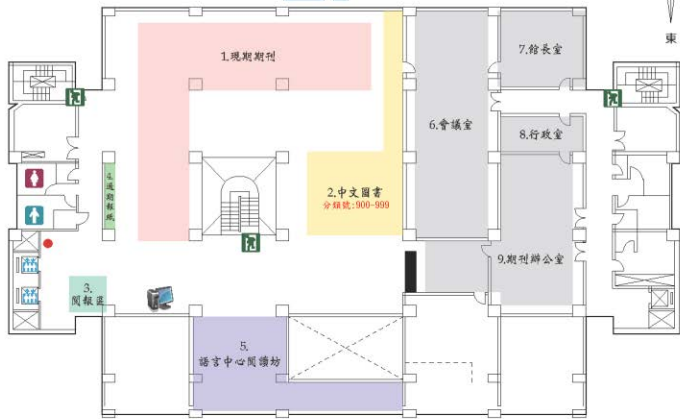 東
1.現期期刊
7.館長室
6.會議室
8.行政室
4.過期報紙
2.中文圖書
分類號:900-999
9.期刊辦公室
3.
閱報區
5.
語言中心閱讀坊